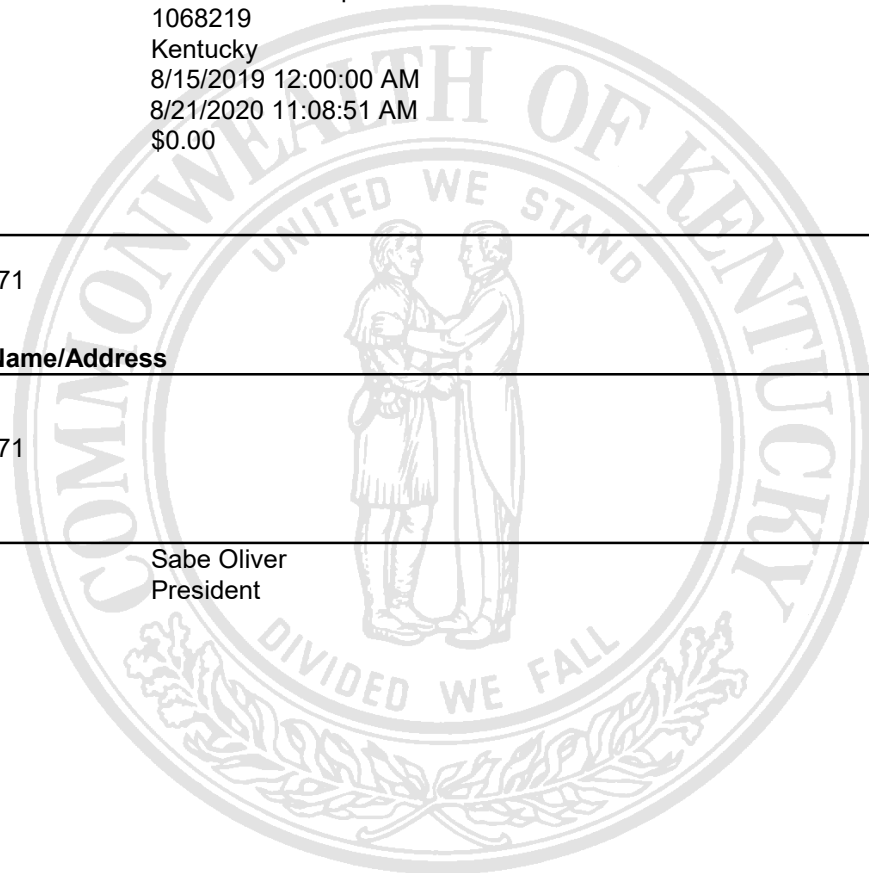 1068219
Kentucky
8/15/2019 12:00:00 AM
8/21/2020 11:08:51 AM
$0.00
COMMONWEALTH OF KENTUCKY
UNITED WE STAND
71
Name/Address
71
Sabe Oliver
President
DIVIDED WE FALL